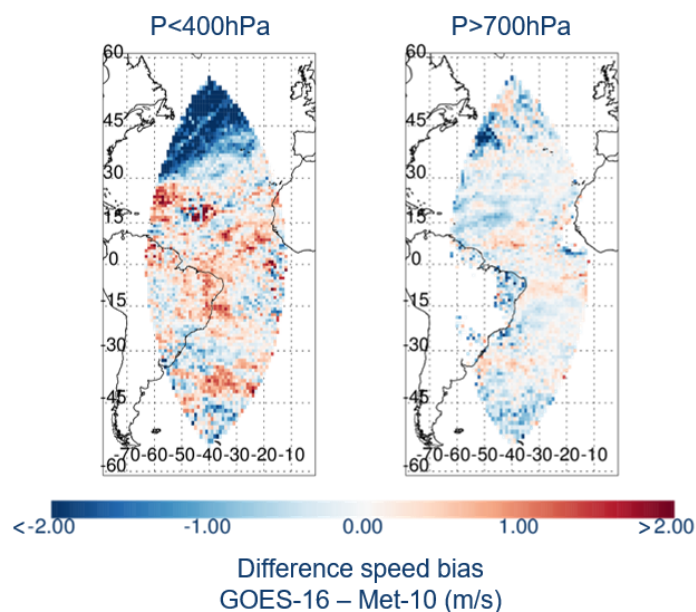 P<400hPa P>700hPa
60 60
45 45
30 30
15 15
0 0
-15 -15
-30 -30
-45 -45
-70-60-50-40-30-20-10 -70-60-50-40-30-20-10
-60 -60
<-2.00 -1.00 0.00 1.00 >2.00
Difference speed bias
GOES-16 – Met-10 (m/s)